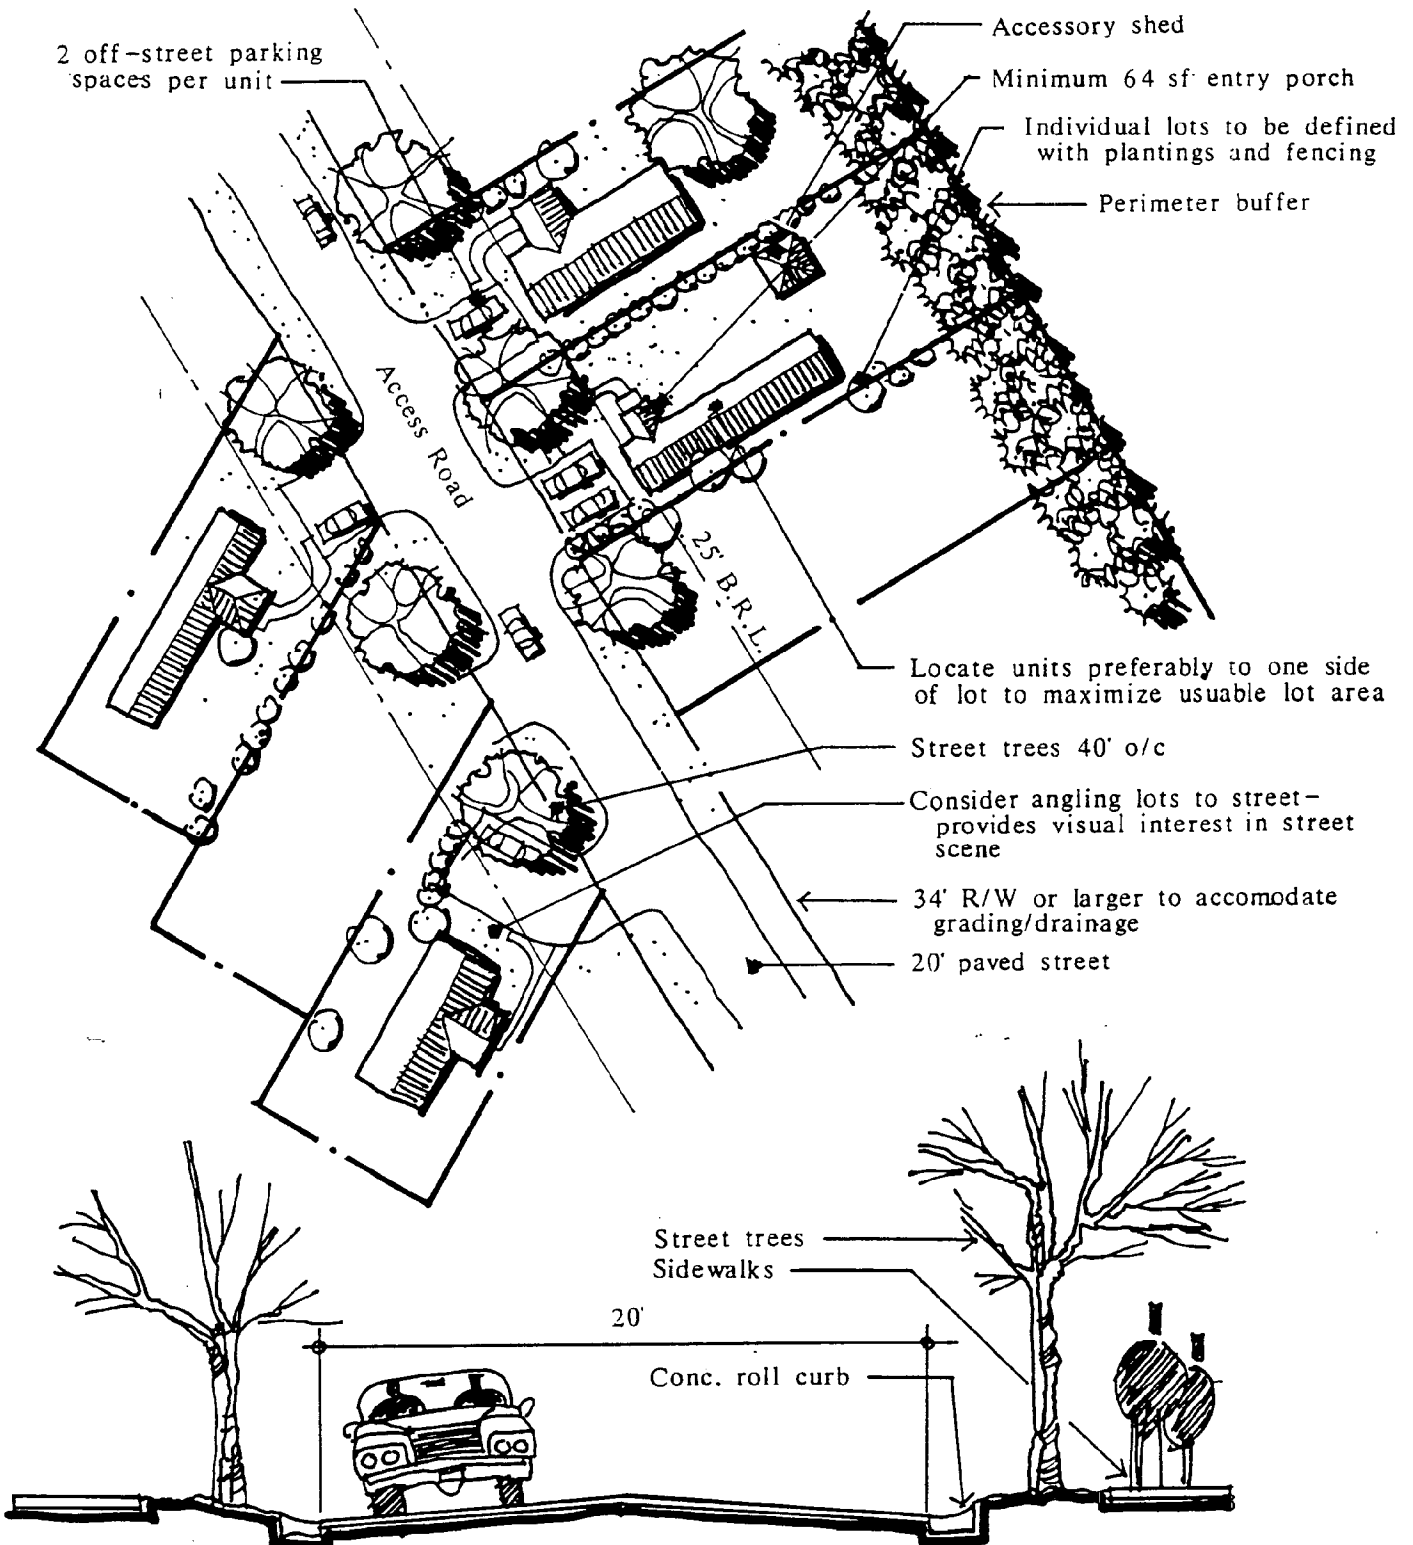 2 off-street parking
spaces per unit
Accessory shed
Minimum 64 sf entry porch
Individual lots to be defined
with plantings and fencing
Perimeter buffer
Access Road
25' B.R.L.
Locate units preferably to one side
of lot to maximize usuable lot area
Street trees 40' o/c
Consider angling lots to street-
provides visual interest in street
scene
34' R/W or larger to accomodate
grading/drainage
20' paved street
Street trees
Sidewalks
20'
Conc. roll curb